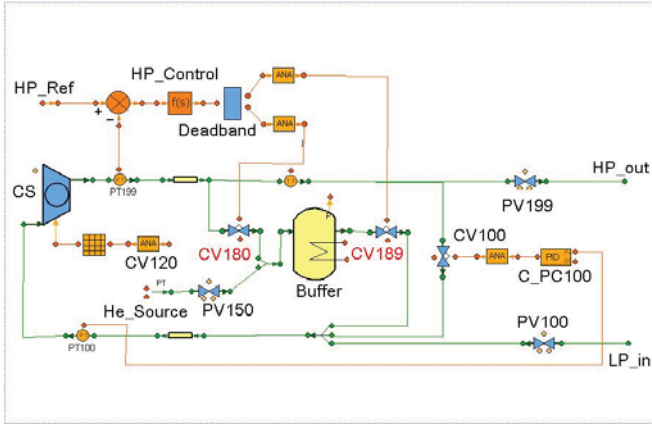 HP_Ref
HP_Control
f(s)
Deadband
ANA
ANA
+
−
CS
PT
PT199
HP_out
PV199
CV120
ANA
CV180
CV189
P
CV100
ANA
PID
C_PC100
Buffer
PT
He_Source
PV150
PV100
LP_in
PT100